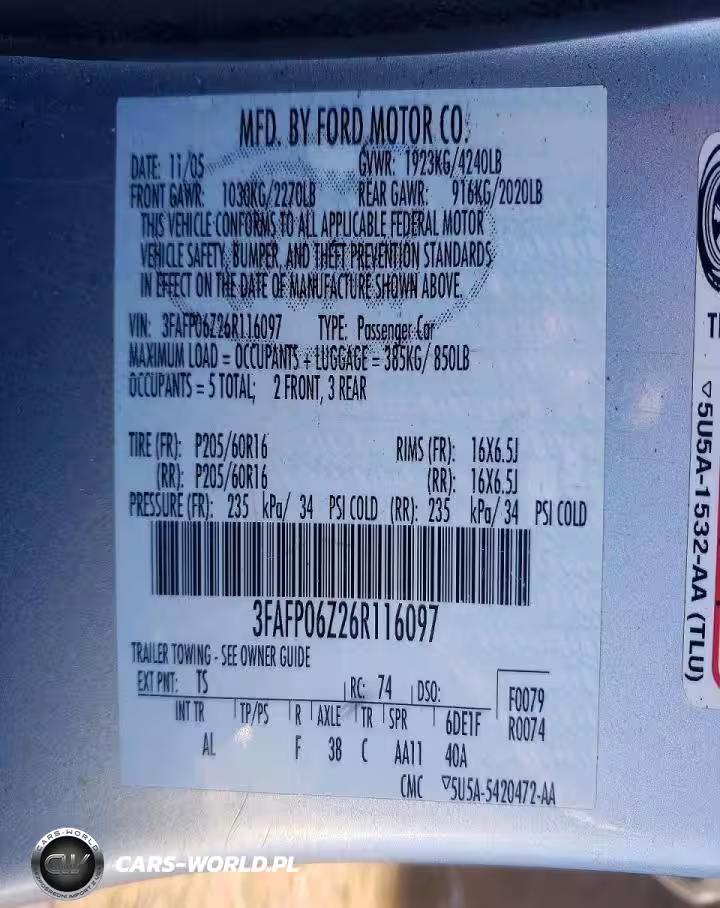 MFD. BY FORD MOTOR CO.
DATE: 11/05 GVWR: 1923KG/4240LB
FRONT GAWR: 1030KG/2270LB REAR GAWR: 916KG/2020LB
THIS VEHICLE CONFORMS TO ALL APPLICABLE FEDERAL MOTOR
VEHICLE SAFETY, BUMPER, AND THEFT PREVENTION STANDARDS
IN EFFECT ON THE DATE OF MANUFACTURE SHOWN ABOVE.
VIN: 3FAFP06Z26R116097 TYPE: Passenger Car
MAXIMUM LOAD = OCCUPANTS + LUGGAGE = 385KG/ 850LB
OCCUPANTS = 5 TOTAL; 2 FRONT, 3 REAR
TIRE (FR): P205/60R16 RIMS (FR): 16X6.5J
(RR): P205/60R16 (RR): 16X6.5J
PRESSURE (FR): 235 kPa/ 34 PSI COLD (RR): 235 kPa/ 34 PSI COLD
3FAFP06Z26R116097
TRAILER TOWING - SEE OWNER GUIDE
EXT PNT: TS RC: 74 DSO: F0079
INT TR TP/PS R AXLE TR SPR 6DE1F R0074
AL F 38 C AA11 40A
CMC ▽5U5A-5420472-AA
▽5U5A-1532-AA (TLU)
CARS-WORLD
CW
CARS-WORLD.PL